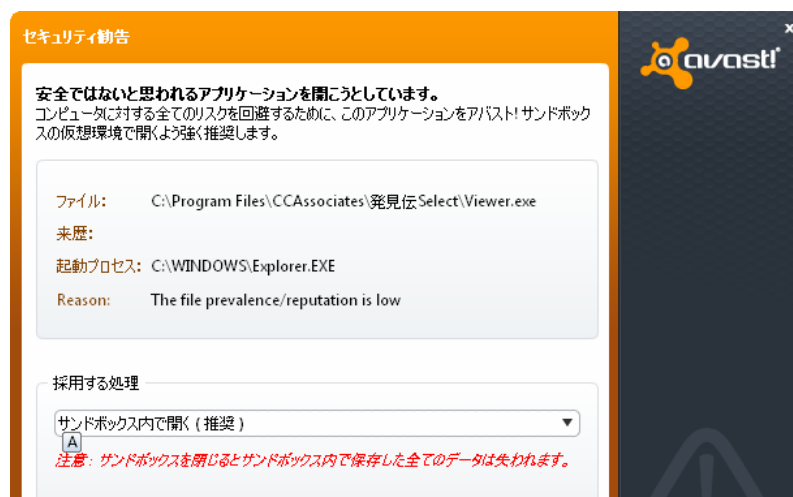 セキュリティ勧告
x
avast!
安全ではないと思われるアプリケーションを開こうとしています。
コンピュータに対する全てのリスクを回避するために、このアプリケーションをアバスト! サンドボック
スの仮想環境で開くよう強く推奨します。
ファイル: C:\Program Files\CCAssociates\発見伝Select\Viewer.exe
来歴:
起動プロセス: C:\WINDOWS\Explorer.EXE
Reason: The file prevalence/reputation is low
採用する処理
サンドボックス内で開く ( 推奨 )
A
注意: サンドボックスを閉じるとサンドボックス内で保存した全てのデータは失われます。